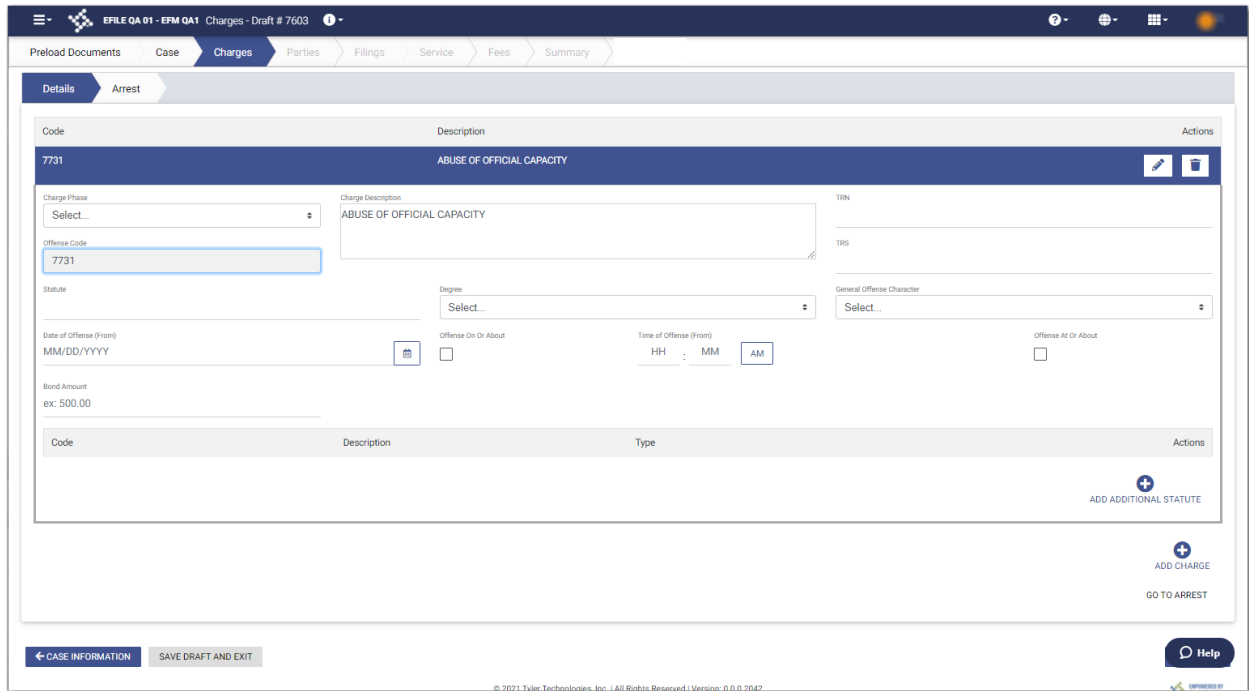 EFILE QA 01 - EFM QA1 Charges - Draft # 7603
Preload Documents Case Charges Parties Filings Service Fees Summary
Details Arrest
Code Description Actions
7731 ABUSE OF OFFICIAL CAPACITY
Charge Phase Charge Description TRN
Select... ABUSE OF OFFICIAL CAPACITY
Offense Code TRS
7731
Statute Degree General Offense Character
Select... Select...
Date of Offense (From) Offense On Or About Time of Offense (From) Offense At Or About
MM/DD/YYYY HH : MM AM
Bond Amount
ex: 500.00
Code Description Type Actions
ADD ADDITIONAL STATUTE
ADD CHARGE
GO TO ARREST
CASE INFORMATION SAVE DRAFT AND EXIT Help
© 2021 Tyler Technologies, Inc. | All Rights Reserved | Version: 0.0.0.2042
EMPOWERED BY